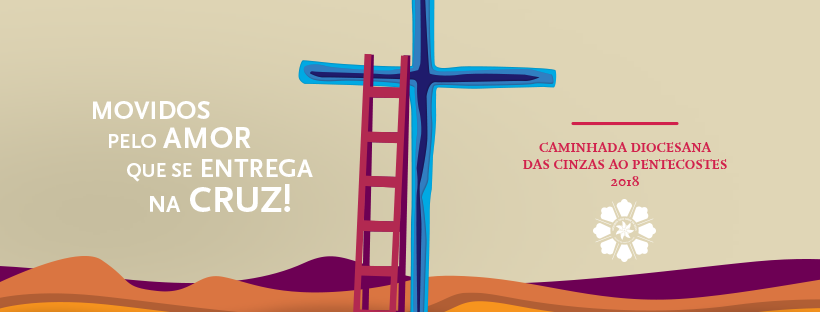 MOVIDOS
PELO AMOR
QUE SE ENTREGA
NA CRUZ!
CAMINHADA DIOCESANA
DAS CINZAS AO PENTECOSTES
2018